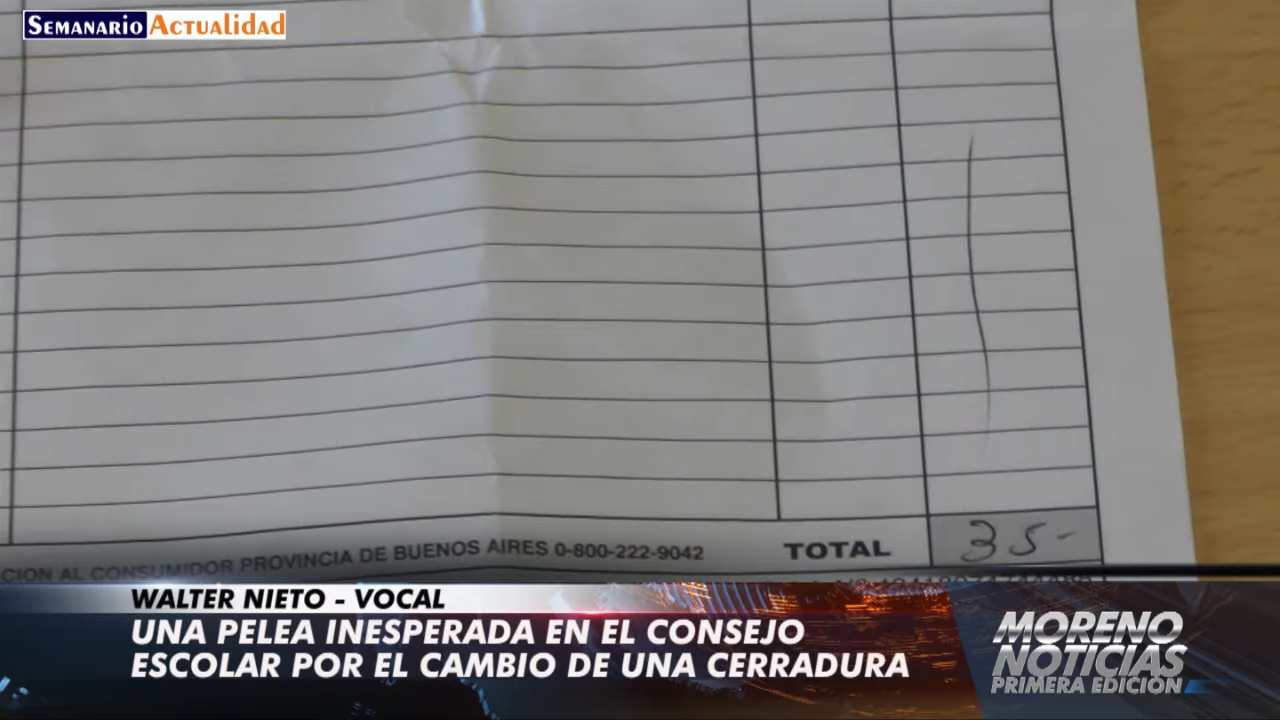 SEMANARIO ACTUALIDAD
CION AL CONSUMIDOR PROVINCIA DE BUENOS AIRES 0-800-222-9042
TOTAL 35-
WALTER NIETO - VOCAL
UNA PELEA INESPERADA EN EL CONSEJO
ESCOLAR POR EL CAMBIO DE UNA CERRADURA
MORENO
NOTICIAS
PRIMERA EDICIÓN